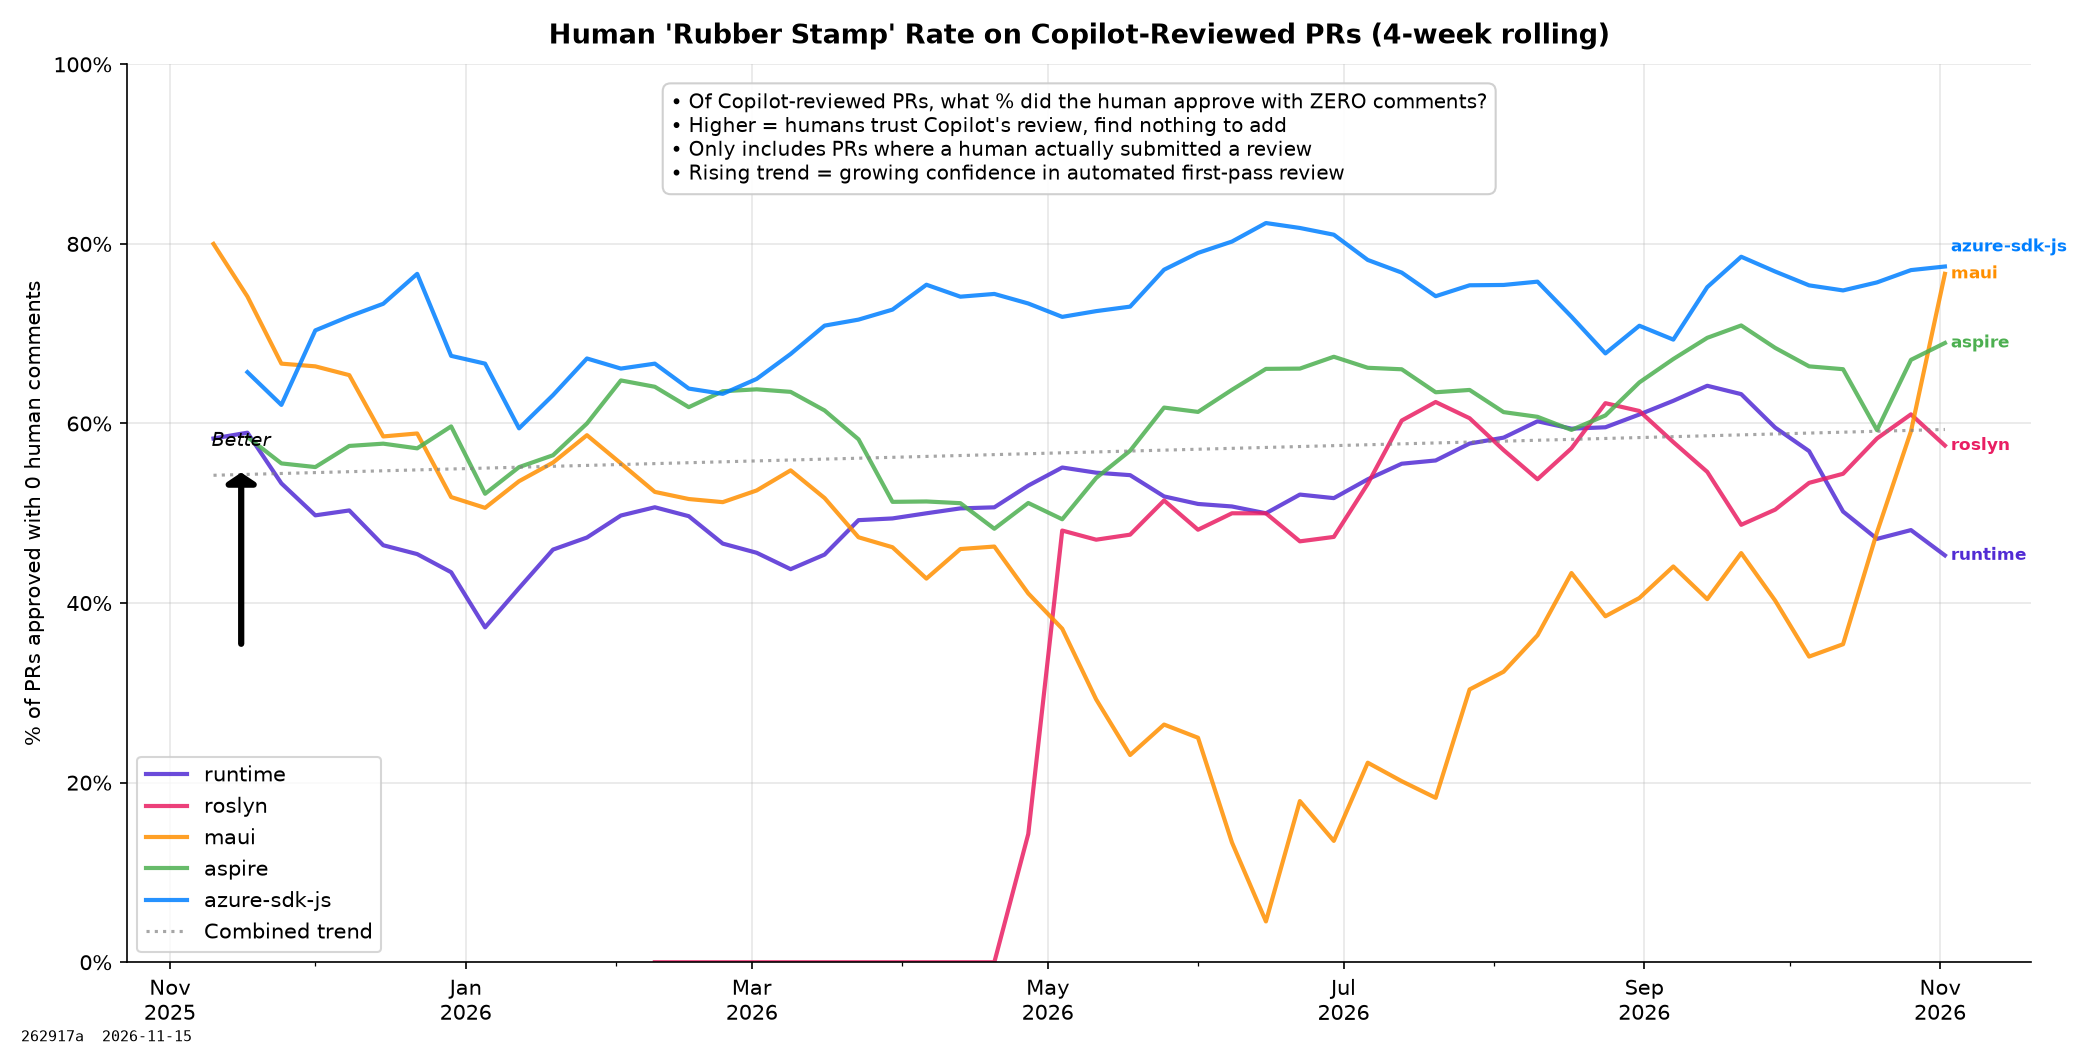 Human 'Rubber Stamp' Rate on Copilot-Reviewed PRs (4-week rolling)
• Of Copilot-reviewed PRs, what % did the human approve with ZERO comments?
• Higher = humans trust Copilot's review, find nothing to add
• Only includes PRs where a human actually submitted a review
• Rising trend = growing confidence in automated first-pass review
% of PRs approved with 0 human comments
100%
80%
60%
40%
20%
0%
Better
azure-sdk-js
maui
aspire
roslyn
runtime
runtime
roslyn
maui
aspire
azure-sdk-js
Combined trend
Nov
2025
Jan
2026
Mar
2026
May
2026
Jul
2026
Sep
2026
Nov
2026
262917a 2026-11-15